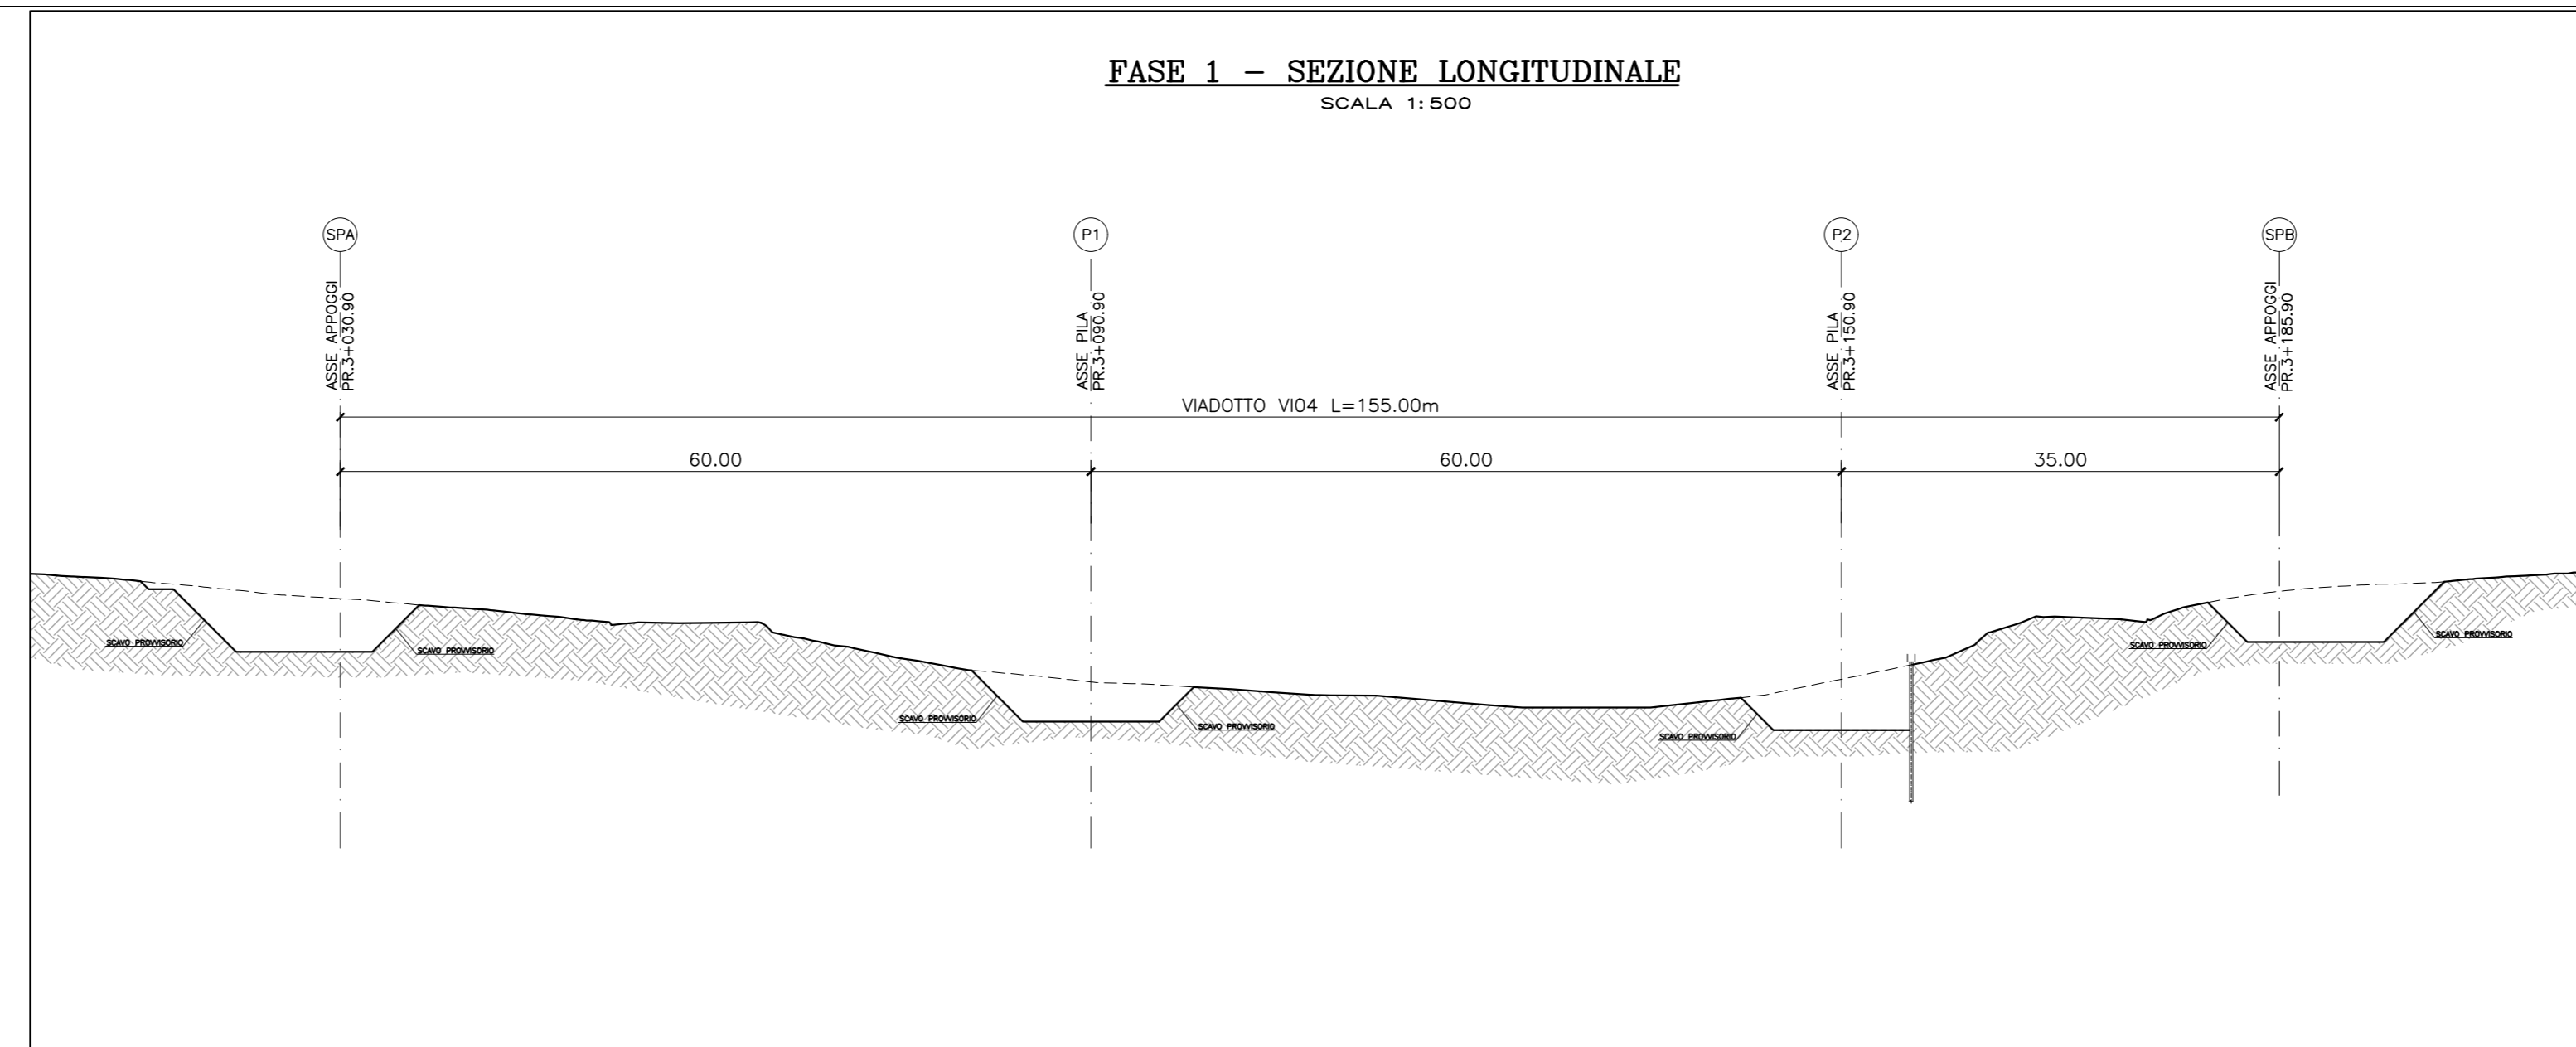 FASE 1 – SEZIONE LONGITUDINALE
SCALA 1:500
SPA
P1
P2
SPB
ASSE APPOGGI
PR.3+030.90
ASSE PILA
PR.3+090.90
ASSE PILA
PR.3+150.90
ASSE APPOGGI
PR.3+185.90
VIADOTTO VI04 L=155.00m
60.00
60.00
35.00
SCAVO PROVVISORIO
SCAVO PROVVISORIO
SCAVO PROVVISORIO
SCAVO PROVVISORIO
SCAVO PROVVISORIO
SCAVO PROVVISORIO
SCAVO PROVVISORIO